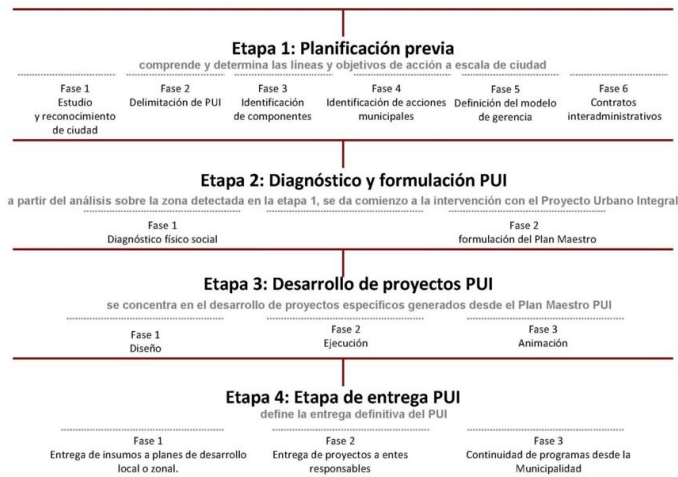 Etapa 1: Planificación previa
comprende y determina las líneas y objetivos de acción a escala de ciudad
Fase 1
Estudio
y reconocimiento
de ciudad
Fase 2
Delimitación de PUI
Fase 3
Identificación
de componentes
Fase 4
Identificación de acciones
municipales
Fase 5
Definición del modelo
de gerencia
Fase 6
Contratos
interadministrativos
Etapa 2: Diagnóstico y formulación PUI
a partir del análisis sobre la zona detectada en la etapa 1, se da comienzo a la intervención con el Proyecto Urbano Integral
Fase 1
Diagnóstico físico social
Fase 2
formulación del Plan Maestro
Etapa 3: Desarrollo de proyectos PUI
se concentra en el desarrollo de proyectos especificos generados desde el Plan Maestro PUI
Fase 1
Diseño
Fase 2
Ejecución
Fase 3
Animación
Etapa 4: Etapa de entrega PUI
define la entrega definitiva del PUI
Fase 1
Entrega de insumos a planes de desarrollo
local o zonal.
Fase 2
Entrega de proyectos a entes
responsables
Fase 3
Continuidad de programas desde la
Municipalidad